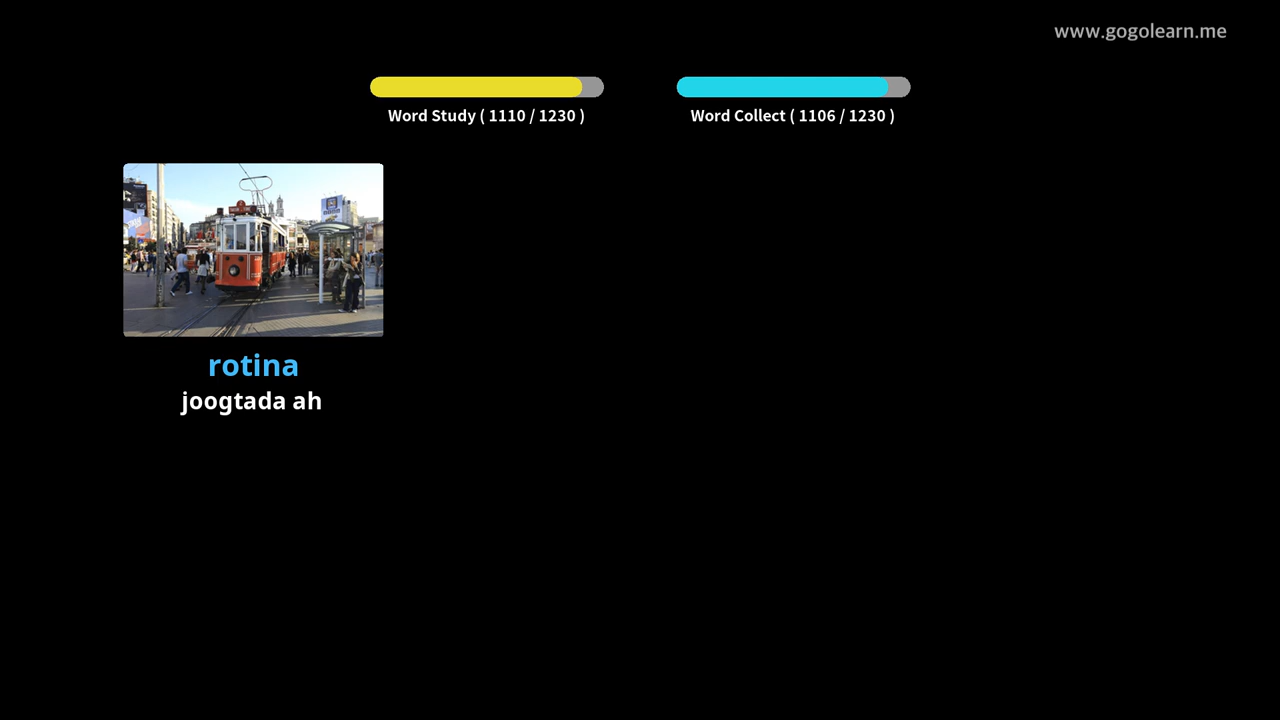 www.gogolearn.me
Word Study ( 1110 / 1230 )
Word Collect ( 1106 / 1230 )
rotina
joogtada ah